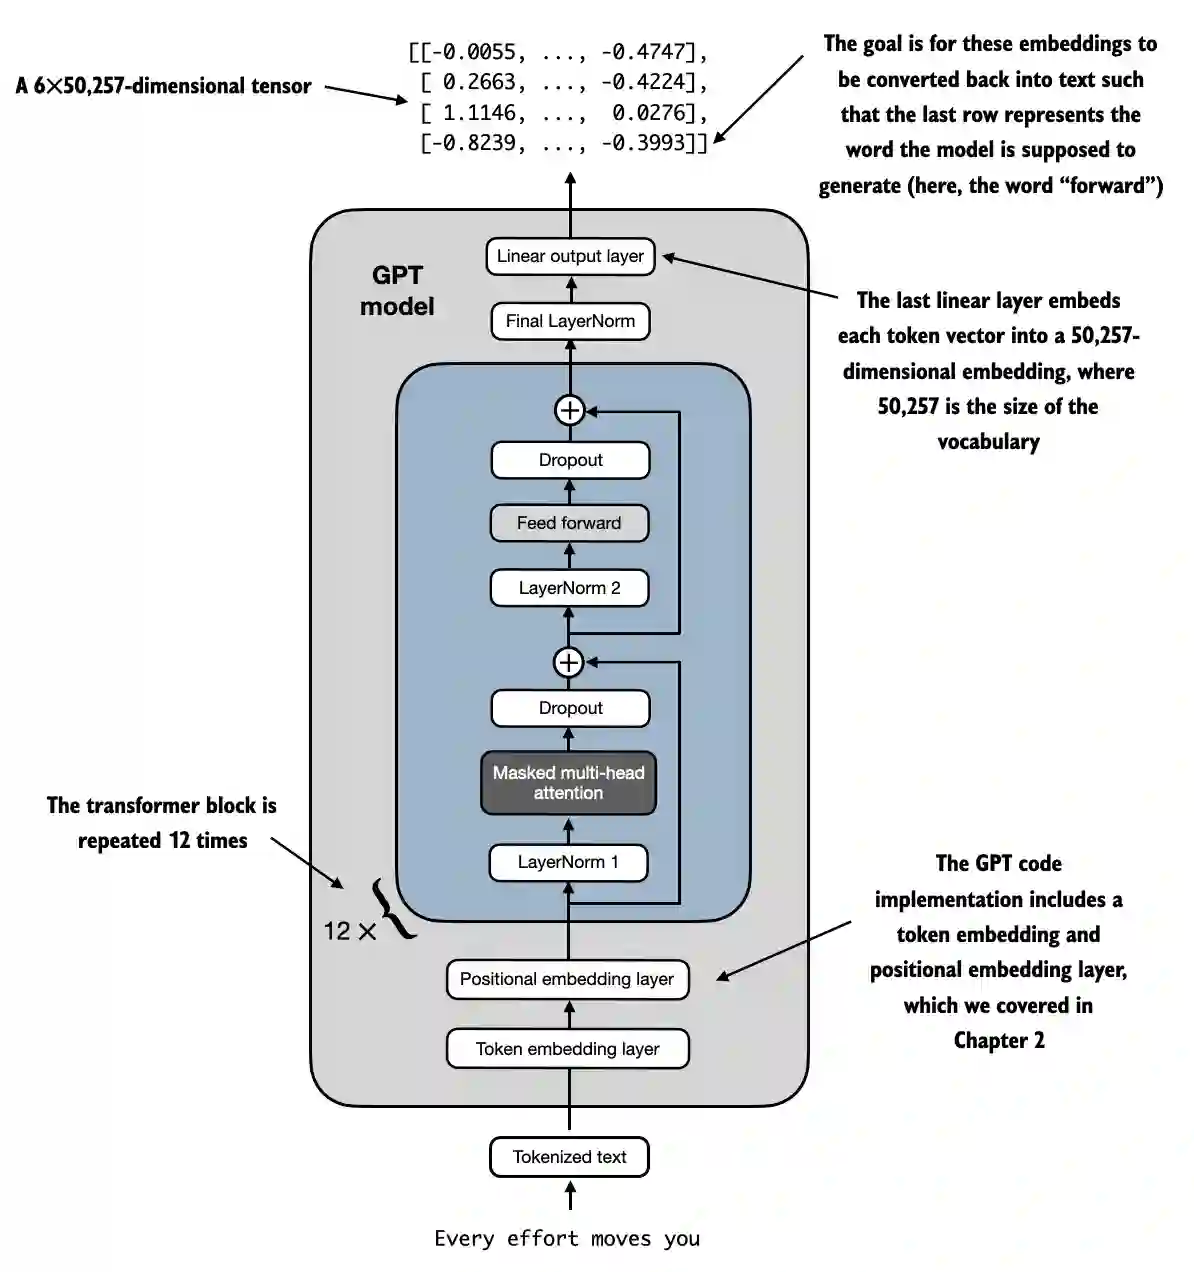 [[-0.0055, ..., -0.4747],
[ 0.2663, ..., -0.4224],
[ 1.1146, ...,  0.0276],
[-0.8239, ..., -0.3993]]
A 6×50,257-dimensional tensor
The goal is for these embeddings to
be converted back into text such
that the last row represents the
word the model is supposed to
generate (here, the word “forward”)
GPT
model
Linear output layer
Final LayerNorm
The last linear layer embeds
each token vector into a 50,257-
dimensional embedding, where
50,257 is the size of the
vocabulary
+
Dropout
Feed forward
LayerNorm 2
+
Dropout
Masked multi-head
attention
LayerNorm 1
The transformer block is
repeated 12 times
12 × {
The GPT code
implementation includes a
token embedding and
positional embedding layer,
which we covered in
Chapter 2
Positional embedding layer
Token embedding layer
Tokenized text
Every effort moves you